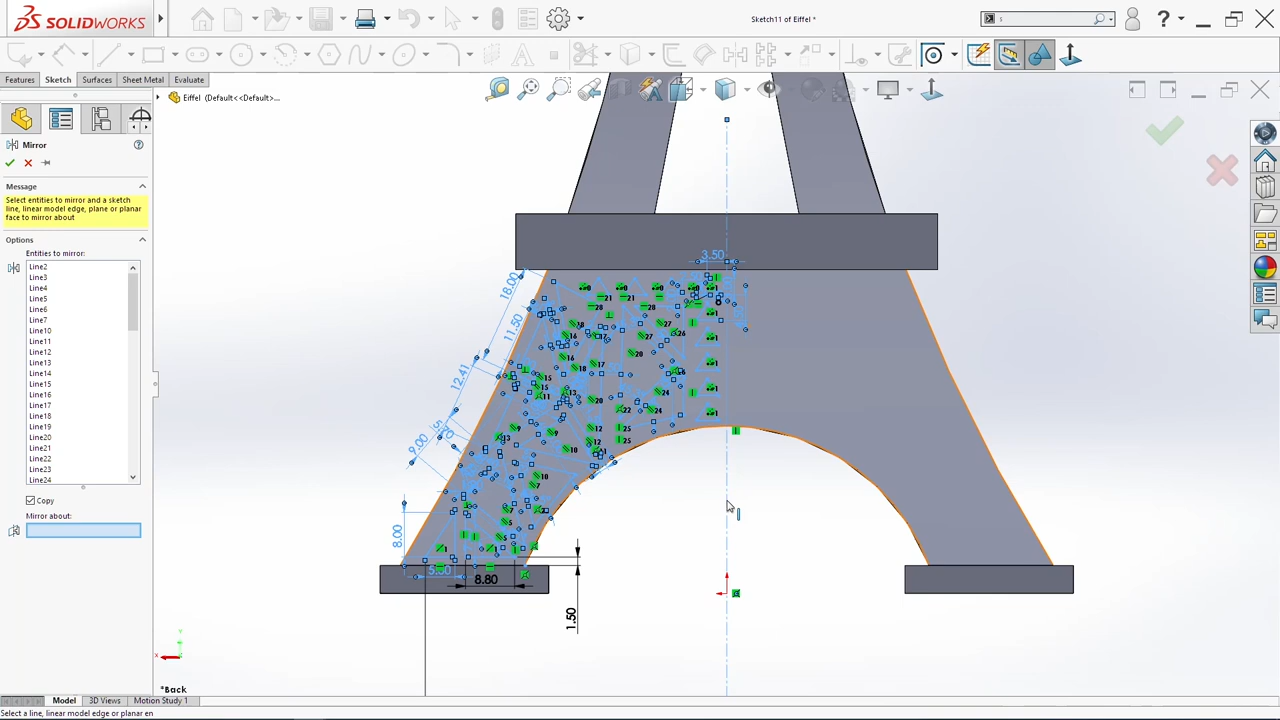 SOLIDWORKS
Sketch11 of Eiffel *
s
Features
Sketch
Surfaces
Sheet Metal
Evaluate
Eiffel (Default<<Default>...
Mirror
Message
Select entities to mirror and a sketch
line, linear model edge, plane or planar
face to mirror about
Options
Entities to mirror:
Line2
Line3
Line4
Line5
Line6
Line7
Line10
Line11
Line12
Line13
Line14
Line15
Line16
Line17
Line18
Line19
Line20
Line21
Line22
Line23
Line24
Copy
Mirror about:
3.50
18.00
11.50
12.41
9.00
8.00
8.80
1.50
*Back
Model
3D Views
Motion Study 1
Select a line, linear model edge or planar en